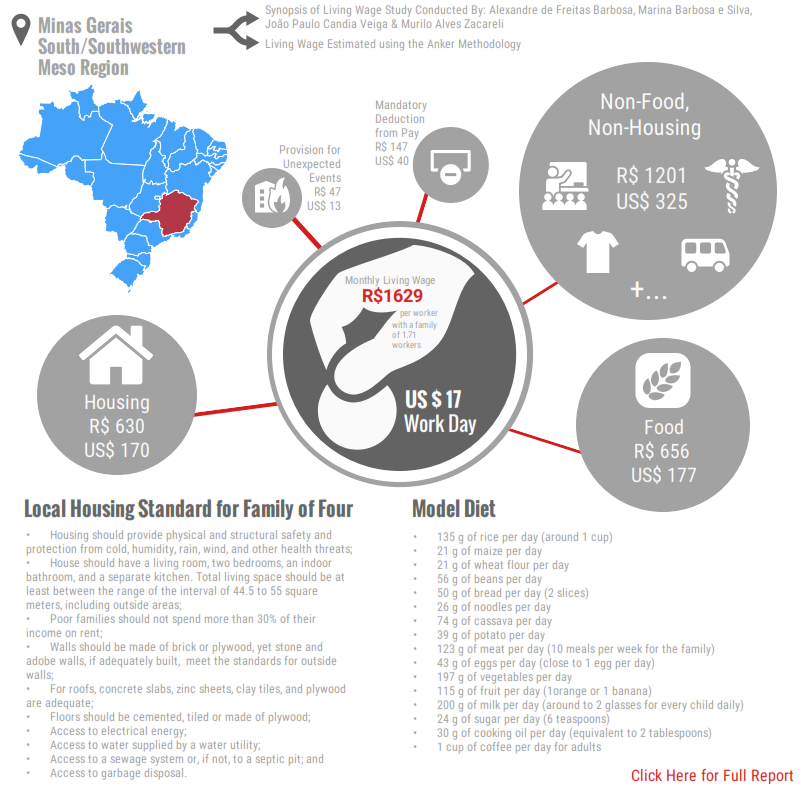 Minas Gerais
South/Southwestern
Meso Region
Synopsis of Living Wage Study Conducted By: Alexandre de Freitas Barbosa, Marina Barbosa e Silva,
João Paulo Candia Veiga & Murilo Alves Zacareli
Living Wage Estimated using the Anker Methodology
Provision for
Unexpected
Events
R$ 47
US$ 13
Mandatory
Deduction
from Pay
R$ 147
US$ 40
Non-Food,
Non-Housing
R$ 1201
US$ 325
+...
Monthly Living Wage
R$1629
per worker
with a family
of 1.71
workers
US $ 17
Work Day
Housing
R$ 630
US$ 170
Food
R$ 656
US$ 177
Local Housing Standard for Family of Four
• Housing should provide physical and structural safety and
protection from cold, humidity, rain, wind, and other health threats;
• House should have a living room, two bedrooms, an indoor
bathroom, and a separate kitchen. Total living space should be at
least between the range of the interval of 44.5 to 55 square
meters, including outside areas;
• Poor families should not spend more than 30% of their
income on rent;
• Walls should be made of brick or plywood, yet stone and
adobe walls, if adequately built, meet the standards for outside
walls;
• For roofs, concrete slabs, zinc sheets, clay tiles, and plywood
are adequate;
• Floors should be cemented, tiled or made of plywood;
• Access to electrical energy;
• Access to water supplied by a water utility;
• Access to a sewage system or, if not, to a septic pit; and
• Access to garbage disposal.
Model Diet
• 135 g of rice per day (around 1 cup)
• 21 g of maize per day
• 21 g of wheat flour per day
• 56 g of beans per day
• 50 g of bread per day (2 slices)
• 26 g of noodles per day
• 74 g of cassava per day
• 39 g of potato per day
• 123 g of meat per day (10 meals per week for the family)
• 43 g of eggs per day (close to 1 egg per day)
• 197 g of vegetables per day
• 115 g of fruit per day (1orange or 1 banana)
• 200 g of milk per day (around to 2 glasses for every child daily)
• 24 g of sugar per day (6 teaspoons)
• 30 g of cooking oil per day (equivalent to 2 tablespoons)
• 1 cup of coffee per day for adults
Click Here for Full Report